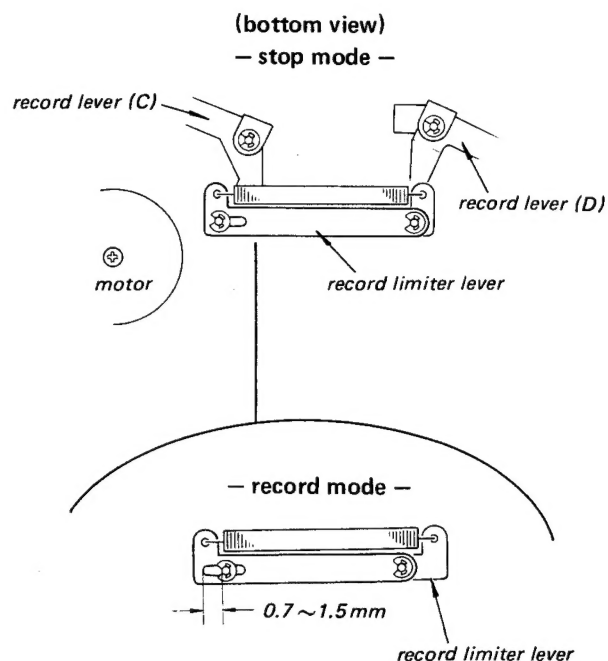 (bottom view)
— stop mode —
record lever (C)
record lever (D)
motor
record limiter lever
— record mode —
0.7~1.5mm
record limiter lever